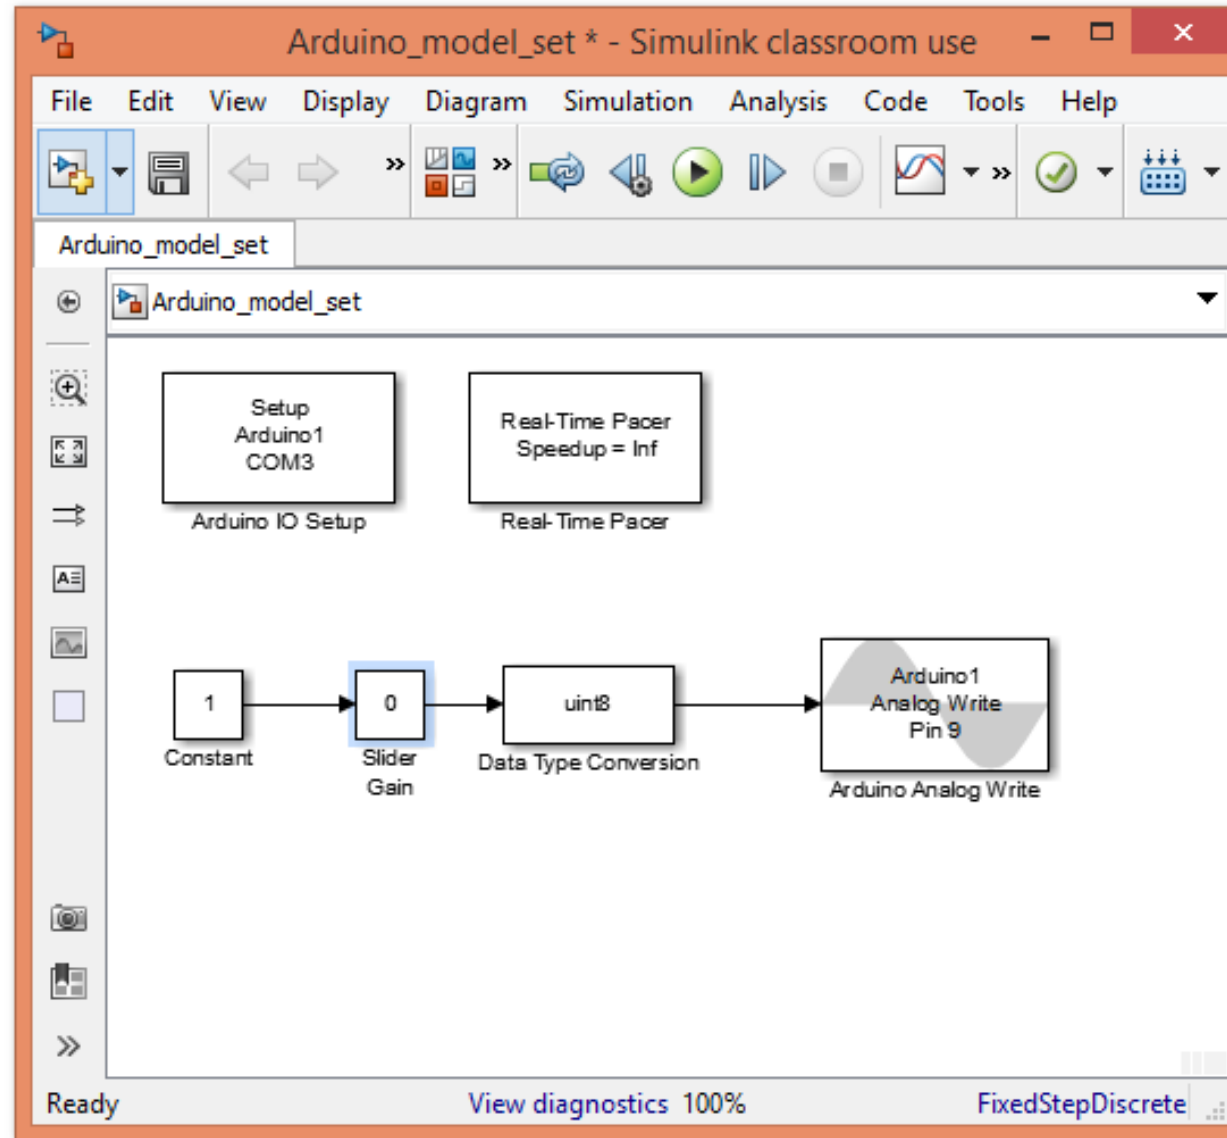 Arduino_model_set * - Simulink classroom use
File Edit View Display Diagram Simulation Analysis Code Tools Help
Arduino_model_set
Arduino_model_set
Setup
Arduino1
COM3
Arduino IO Setup
Real-Time Pacer
Speedup = Inf
Real-Time Pacer
1
Constant
0
Slider
Gain
uint8
Data Type Conversion
Arduino1
Analog Write
Pin 9
Arduino Analog Write
Ready View diagnostics 100% FixedStepDiscrete